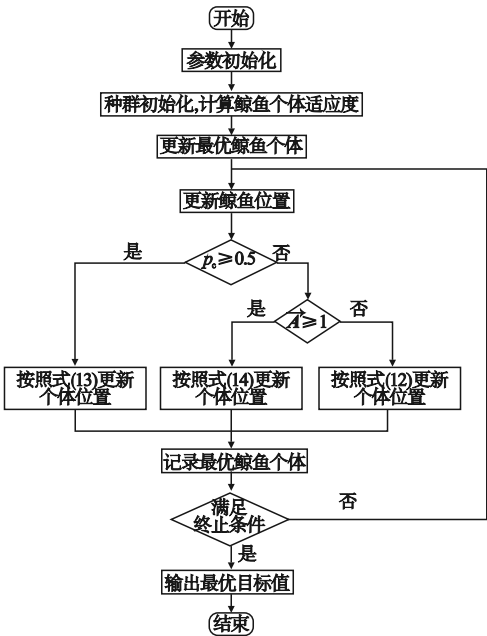 开始
参数初始化
种群初始化,计算鲸鱼个体适应度
更新最优鲸鱼个体
更新鲸鱼位置
是
p_c≥0.5
否
是
A⃗≥1
否
按照式(13)更新
个体位置
按照式(14)更新
个体位置
按照式(12)更新
个体位置
记录最优鲸鱼个体
满足
终止条件
否
是
输出最优目标值
结束